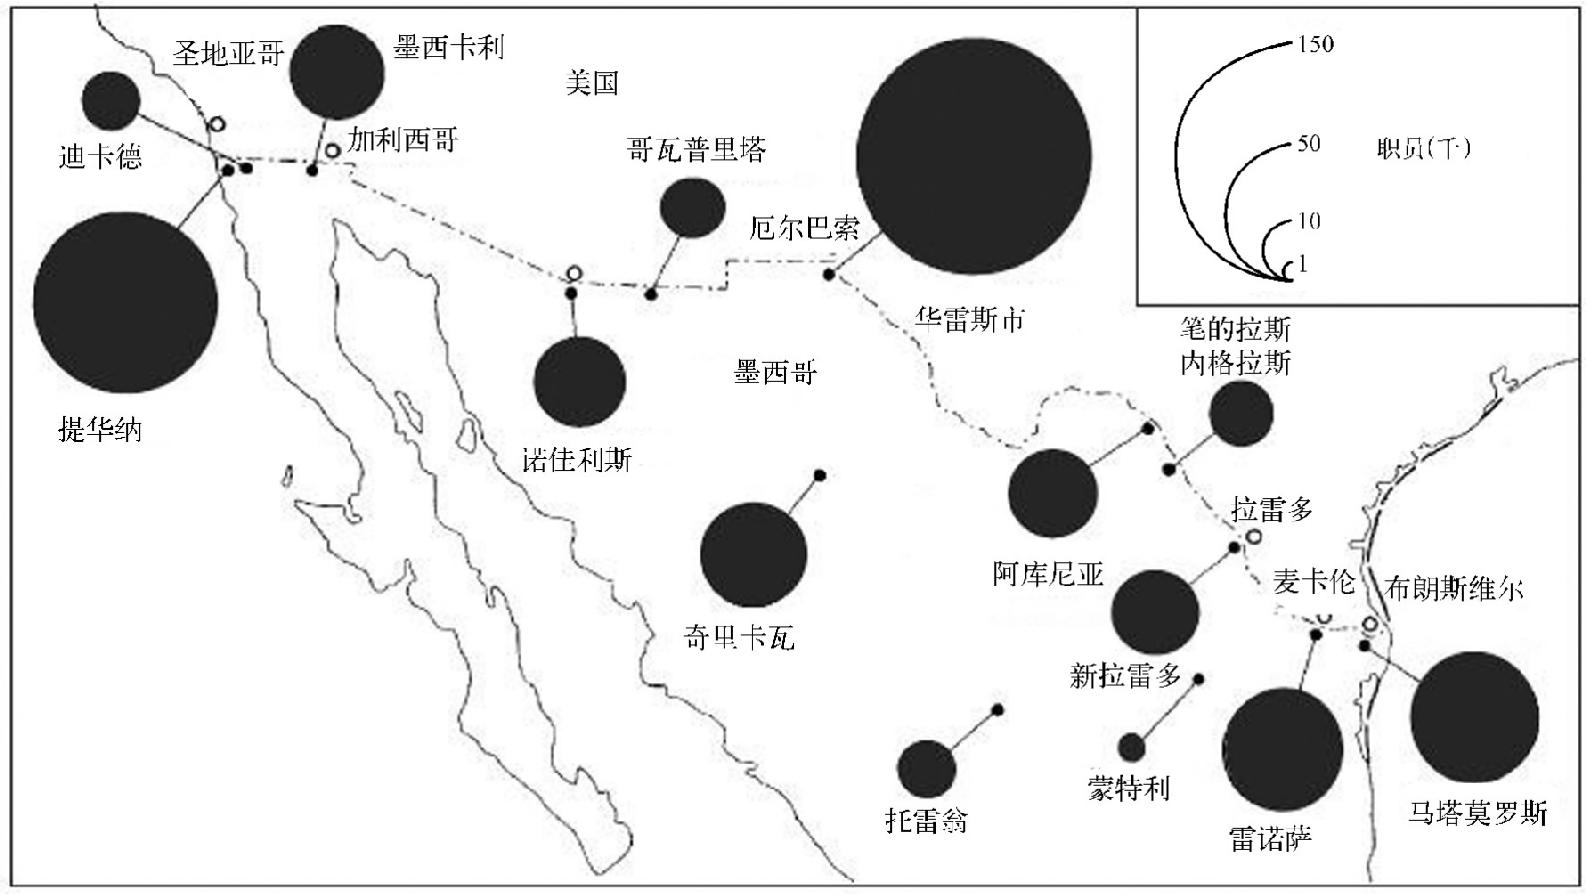 圣地亚哥
墨西卡利
美国
150
50
职员(千)
10
1
迪卡德
加利西哥
哥瓦普里塔
厄尔巴索
华雷斯市
笔的拉斯
内格拉斯
墨西哥
提华纳
诺佳利斯
拉雷多
阿库尼亚
麦卡伦
布朗斯维尔
奇里卡瓦
新拉雷多
蒙特利
托雷翁
雷诺萨
马塔莫罗斯